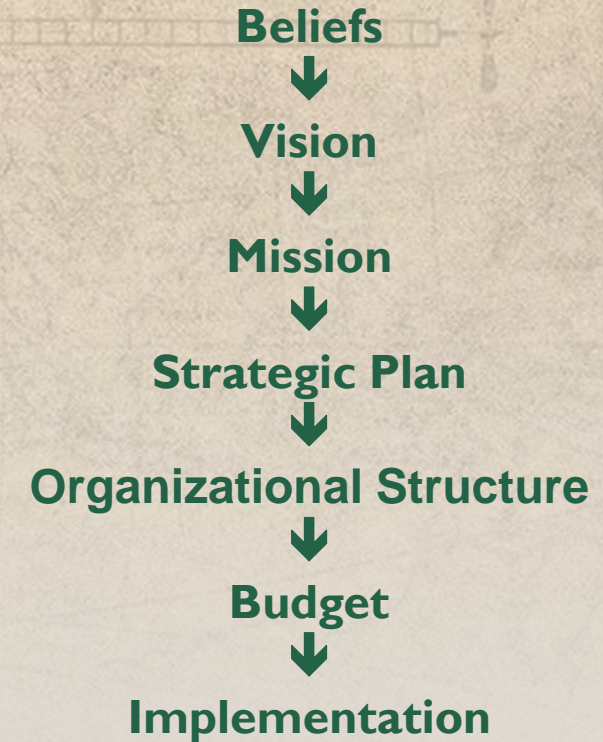 Beliefs
Vision
Mission
Strategic Plan
Organizational Structure
Budget
Implementation